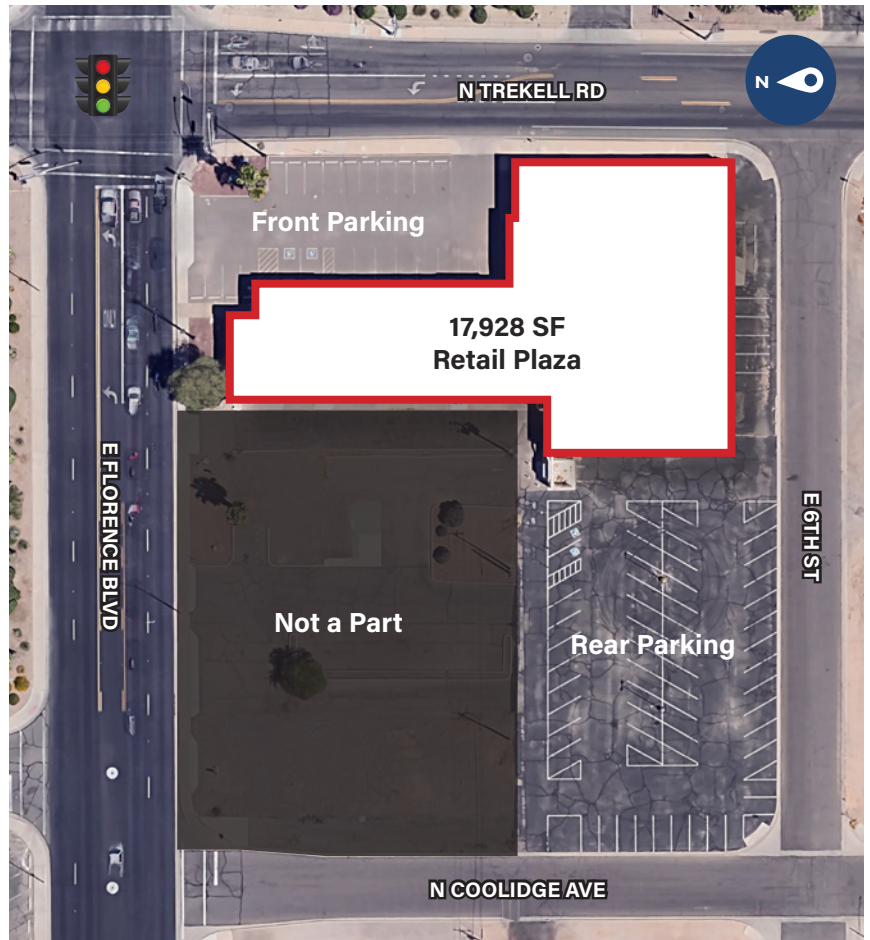 N TREKELL RD
N
Front Parking
17,928 SF
Retail Plaza
E FLORENCE BLVD
E 6TH ST
Not a Part
Rear Parking
N COOLIDGE AVE